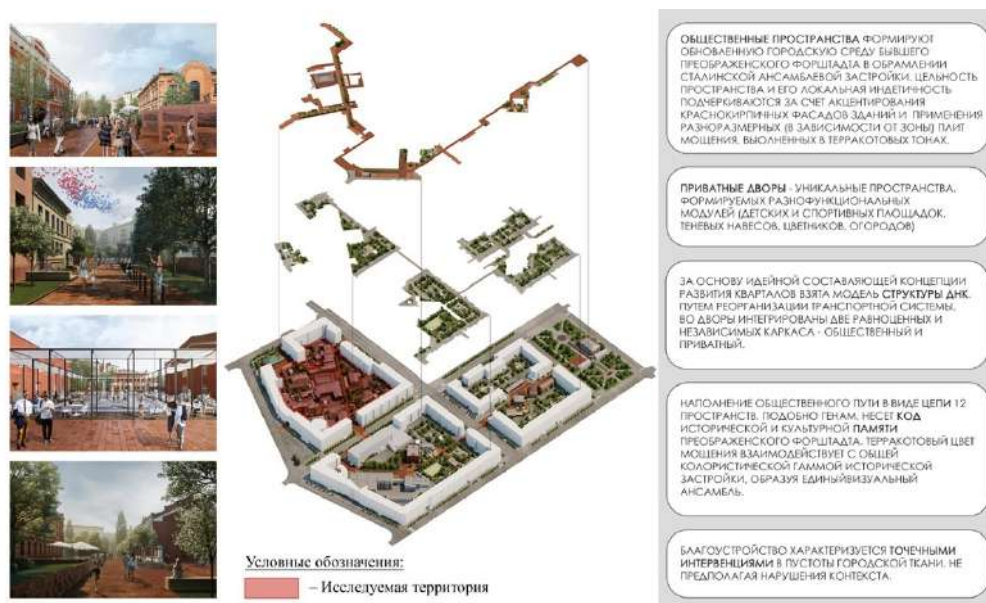 ОБЩЕСТВЕННЫЕ ПРОСТРАНСТВА ФОРМИРУЮТ
ОБНОВЛЕННУЮ ГОРОДСКУЮ СРЕДУ БЫВШЕГО
ПРЕОБРАЖЕНСКОГО ФОРШТАДТА В ОБРАМЛЕНИИ
СТАЛИНСКОЙ АНСАМБЛЕВОЙ ЗАСТРОЙКИ. ЦЕЛЬНОСТЬ
ПРОСТРАНСТВА И ЕГО ЛОКАЛЬНАЯ ИНДЕТИЧНОСТЬ
ПОДЧЕРКИВАЮТСЯ ЗА СЧЕТ АКЦЕНТИРОВАНИЯ
КРАСНОКИРПИЧНЫХ ФАСАДОВ ЗДАНИЙ И ПРИМЕНЕНИЯ
РАЗНОРАЗМЕРНЫХ (В ЗАВИСИМОСТИ ОТ ЗОНЫ) ПЛИТ
МОЩЕНИЯ, ВЫОЛНЕННЫХ В ТЕРРАКОТОВЫХ ТОНАХ.
ПРИВАТНЫЕ ДВОРЫ - УНИКАЛЬНЫЕ ПРОСТРАНСТВА,
ФОРМИРУЕМЫХ РАЗНОФУНКЦИОНАЛЬНЫХ
МОДУЛЕЙ (ДЕТСКИХ И СПОРТИВНЫХ ПЛОЩАДОК,
ТЕНЕВЫХ НАВЕСОВ, ЦВЕТНИКОВ, ОГОРОДОВ)
ЗА ОСНОВУ ИДЕЙНОЙ СОСТАВЛЯЮЩЕЙ КОНЦЕПЦИИ
РАЗВИТИЯ КВАРТАЛОВ ВЗЯТА МОДЕЛЬ СТРУКТУРЫ ДНК.
ПУТЕМ РЕОРГАНИЗАЦИИ ТРАНСПОРТНОЙ СИСТЕМЫ,
ВО ДВОРЫ ИНТЕГРИРОВАНЫ ДВЕ РАВНОЦЕННЫХ И
НЕЗАВИСИМЫХ КАРКАСА - ОБЩЕСТВЕННЫЙ И
ПРИВАТНЫЙ.
НАПОЛНЕНИЕ ОБЩЕСТВЕННОГО ПУТИ В ВИДЕ ЦЕПИ 12
ПРОСТРАНСТВ, ПОДОБНО ГЕНАМ, НЕСЕТ КОД
ИСТОРИЧЕСКОЙ И КУЛЬТУРНОЙ ПАМЯТИ
ПРЕОБРАЖЕНСКОГО ФОРШТАДТА. ТЕРРАКОТОВЫЙ ЦВЕТ
МОЩЕНИЯ ВЗАИМОДЕЙСТВУЕТ С ОБЩЕЙ
КОЛОРИСТИЧЕСКОЙ ГАММОЙ ИСТОРИЧЕСКОЙ
ЗАСТРОЙКИ, ОБРАЗУЯ ЕДИНЫЙВИЗУАЛЬНЫЙ
АНСАМБЛЬ.
БЛАГОУСТРОЙСТВО ХАРАКТЕРИЗУЕТСЯ ТОЧЕЧНЫМИ
ИНТЕРВЕНЦИЯМИ В ПУСТОТЫ ГОРОДСКОЙ ТКАНИ, НЕ
ПРЕДПОЛАГАЯ НАРУШЕНИЯ КОНТЕКСТА.
Условные обозначения:
– Исследуемая территория